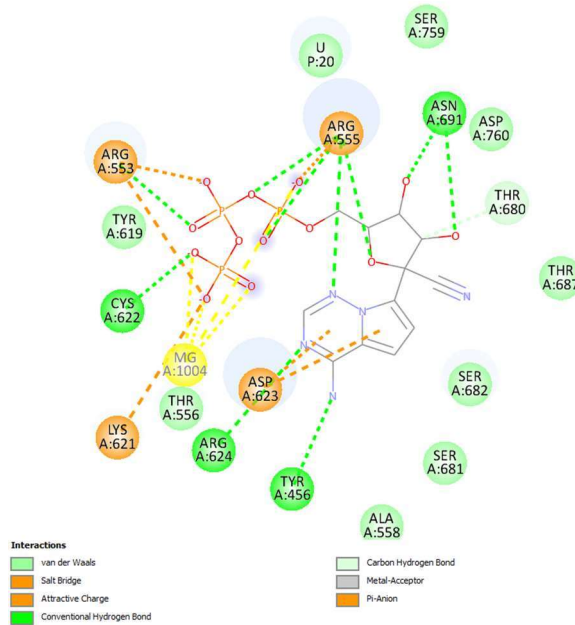 SER
A:759
U
P:20
ASN
A:691
ARG
A:555
ASP
A:760
ARG
A:553
THR
A:680
TYR
A:619
THR
A:687
CYS
A:622
MG
A:1004
ASP
A:623
SER
A:682
THR
A:556
LYS
A:621
ARG
A:624
SER
A:681
TYR
A:456
ALA
A:558
O
O
O
P
O
P
O
O
O
O
O
P
O
O
O
O
O
N
N
N
N
N
Interactions
van der Waals
Salt Bridge
Attractive Charge
Conventional Hydrogen Bond
Carbon Hydrogen Bond
Metal-Acceptor
Pi-Anion